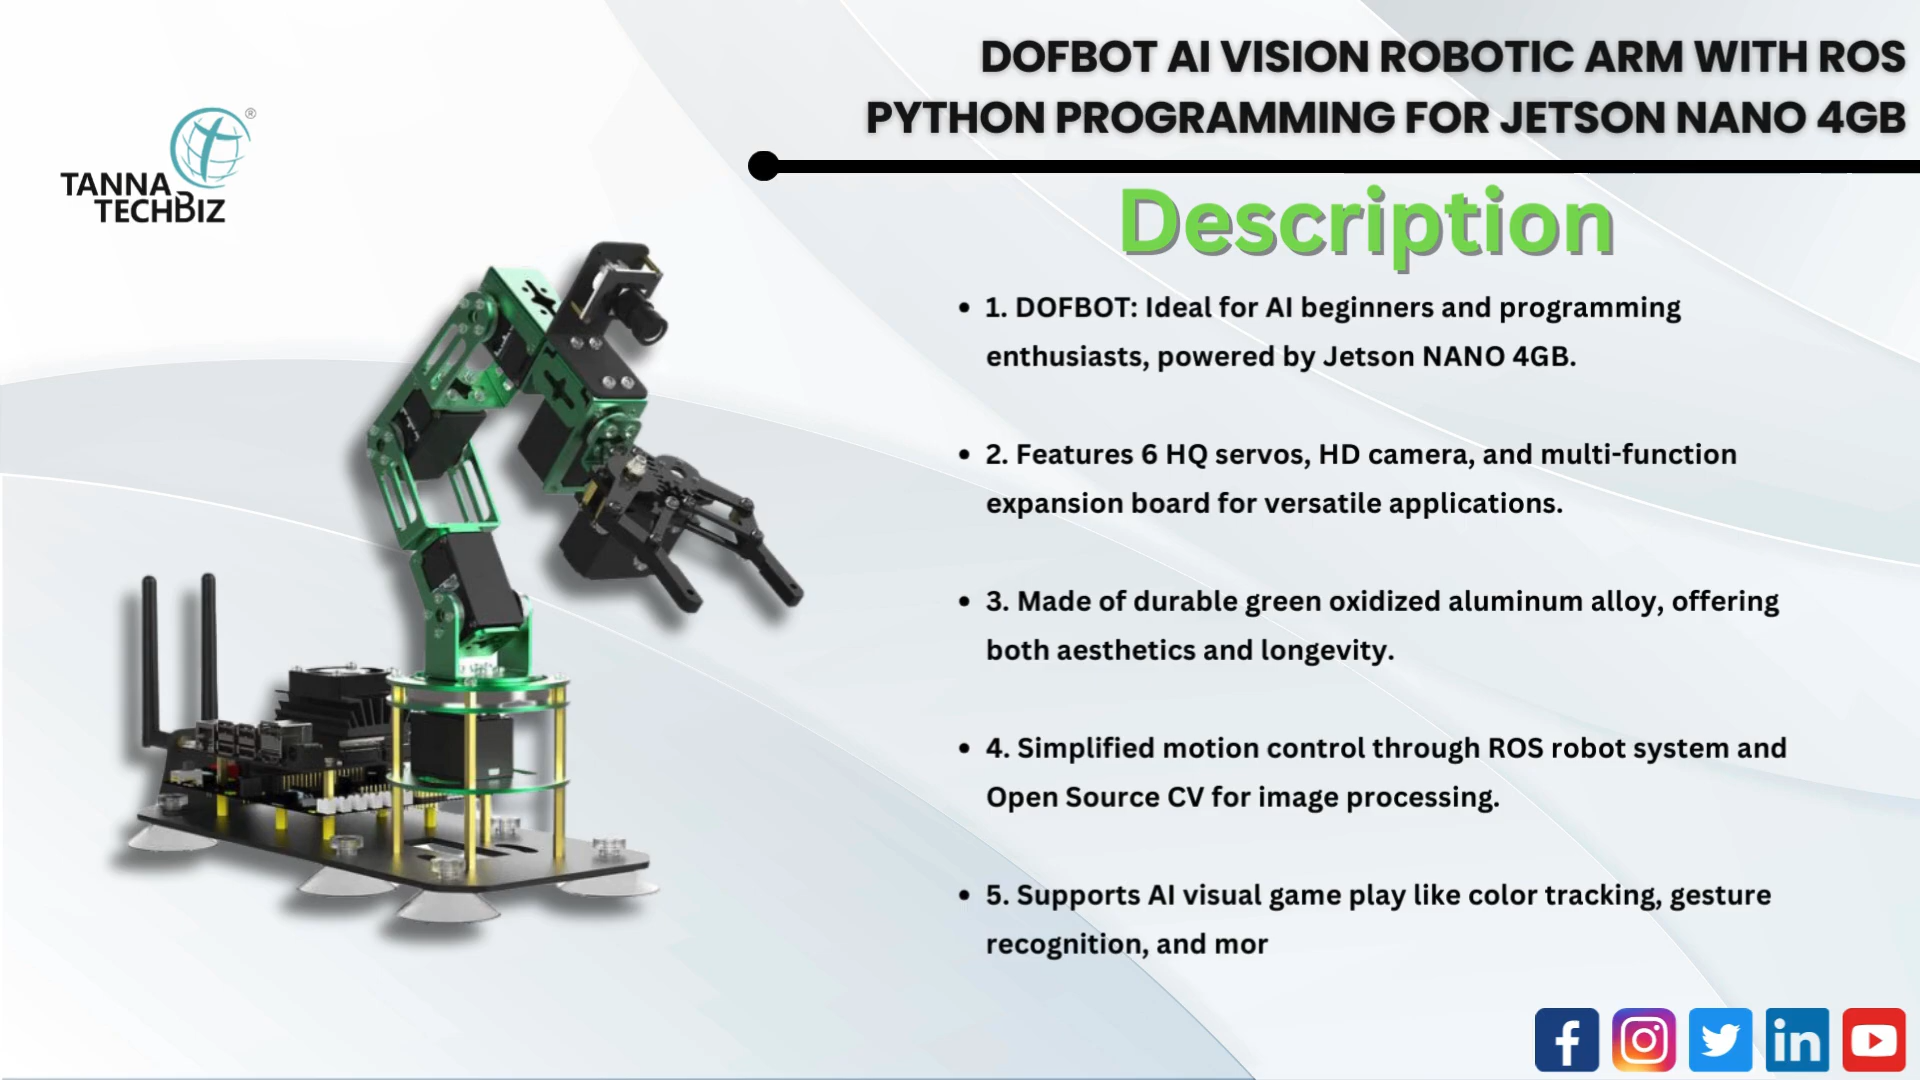 DOFBOT AI VISION ROBOTIC ARM WITH ROS
PYTHON PROGRAMMING FOR JETSON NANO 4GB
®
TANNA
TECHBIZ
Description
• 1. DOFBOT: Ideal for AI beginners and programming
enthusiasts, powered by Jetson NANO 4GB.
• 2. Features 6 HQ servos, HD camera, and multi-function
expansion board for versatile applications.
• 3. Made of durable green oxidized aluminum alloy, offering
both aesthetics and longevity.
• 4. Simplified motion control through ROS robot system and
Open Source CV for image processing.
• 5. Supports AI visual game play like color tracking, gesture
recognition, and mor